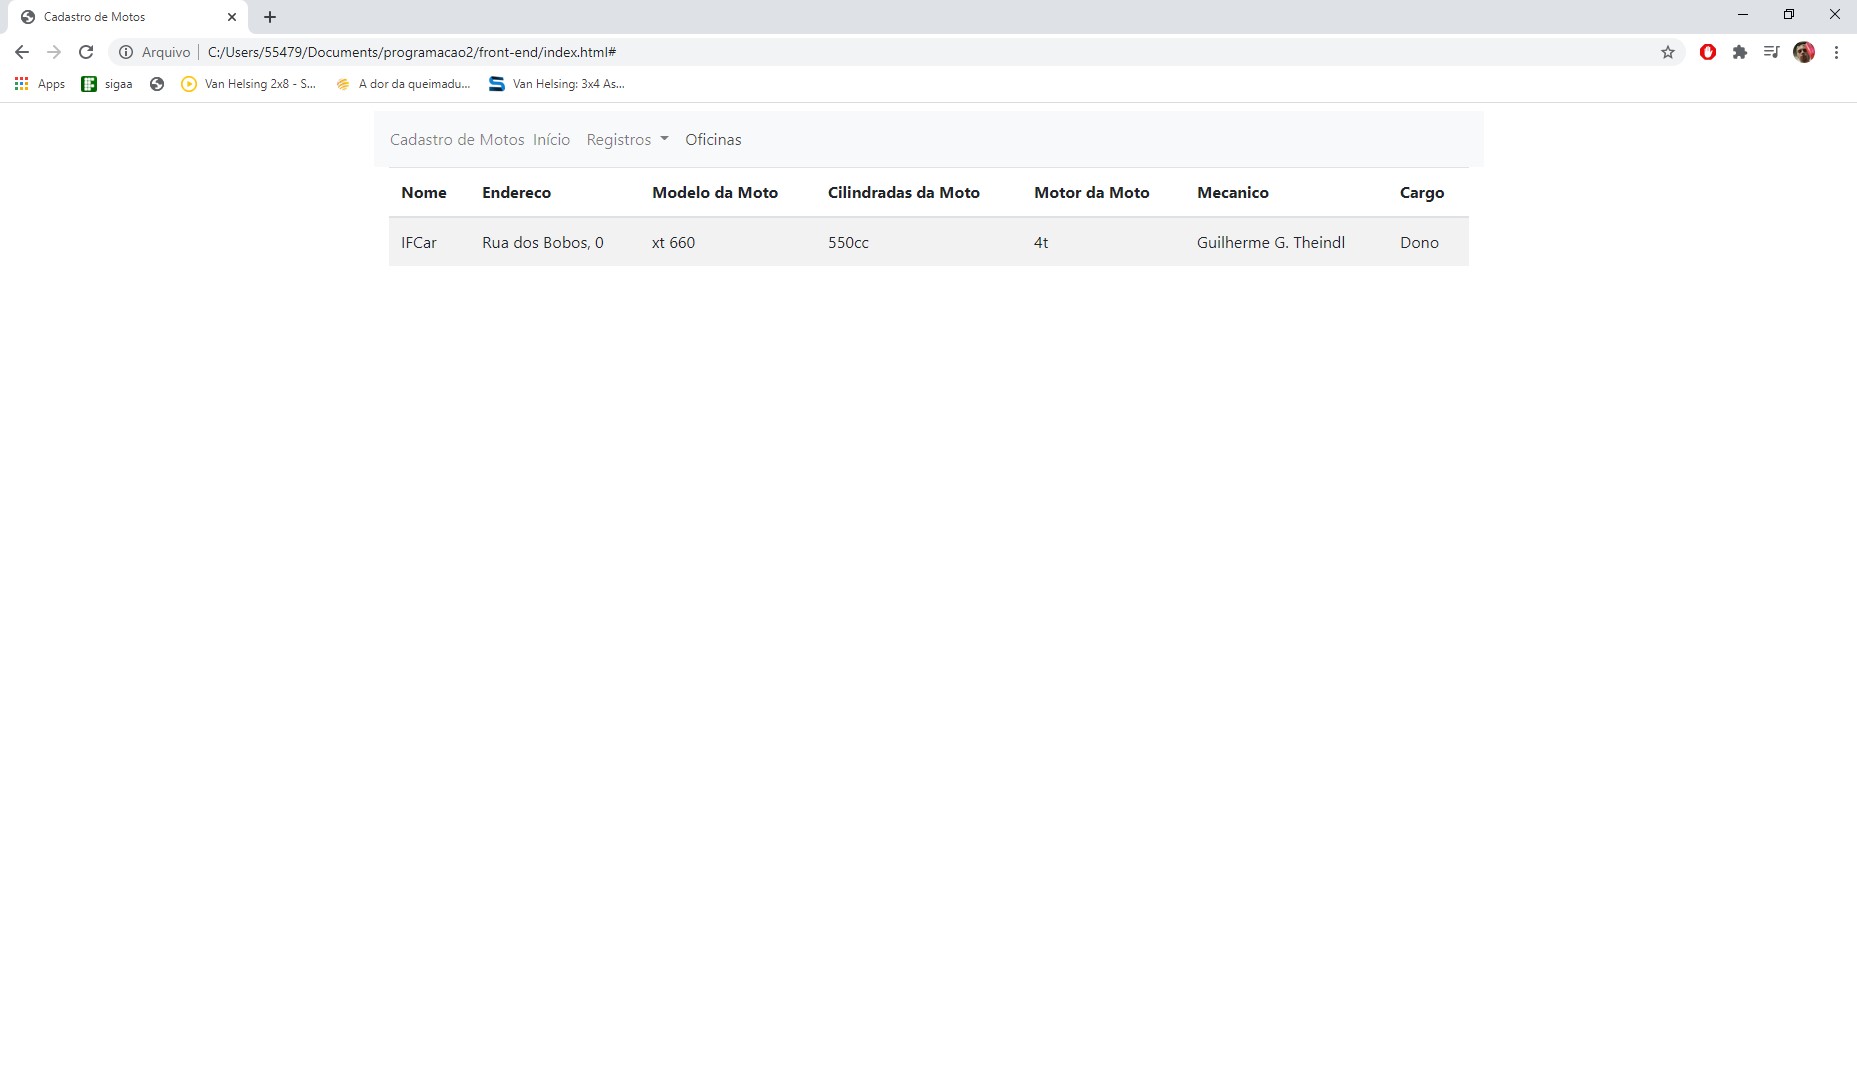 Cadastro de Motos
Arquivo C:/Users/55479/Documents/programacao2/front-end/index.html#
Apps sigaa Van Helsing 2x8 - S... A dor da queimadu... Van Helsing: 3x4 As...
Cadastro de Motos Início Registros Oficinas
Nome Endereco Modelo da Moto Cilindradas da Moto Motor da Moto Mecanico Cargo
IFCar Rua dos Bobos, 0 xt 660 550cc 4t Guilherme G. Theindl Dono